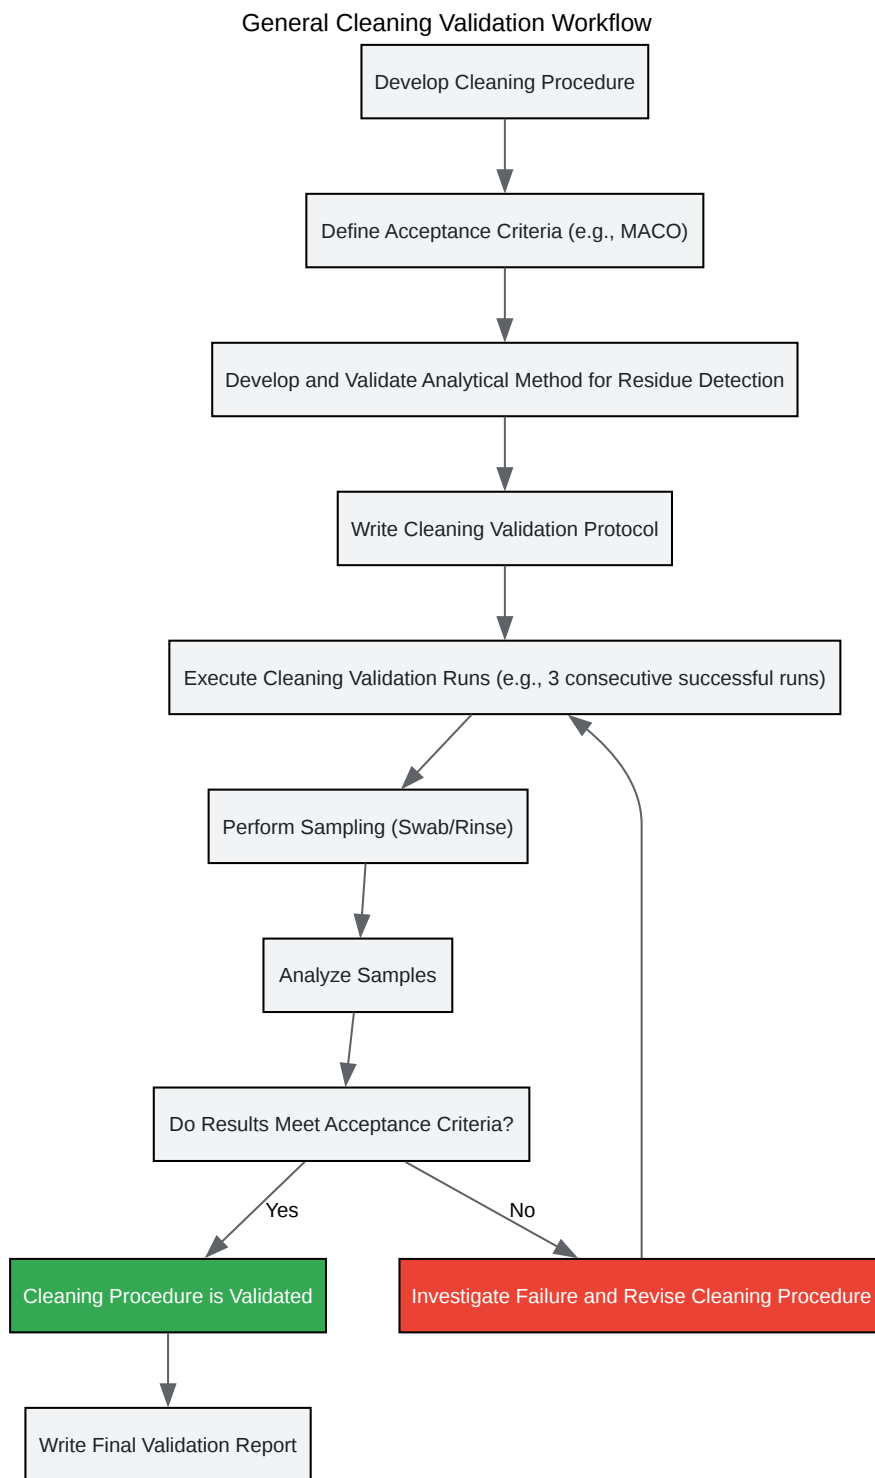 General Cleaning Validation Workflow
Develop Cleaning Procedure
Define Acceptance Criteria (e.g., MACO)
Develop and Validate Analytical Method for Residue Detection
Write Cleaning Validation Protocol
Execute Cleaning Validation Runs (e.g., 3 consecutive successful runs)
Perform Sampling (Swab/Rinse)
Analyze Samples
Do Results Meet Acceptance Criteria?
Yes
No
Cleaning Procedure is Validated
Investigate Failure and Revise Cleaning Procedure
Write Final Validation Report